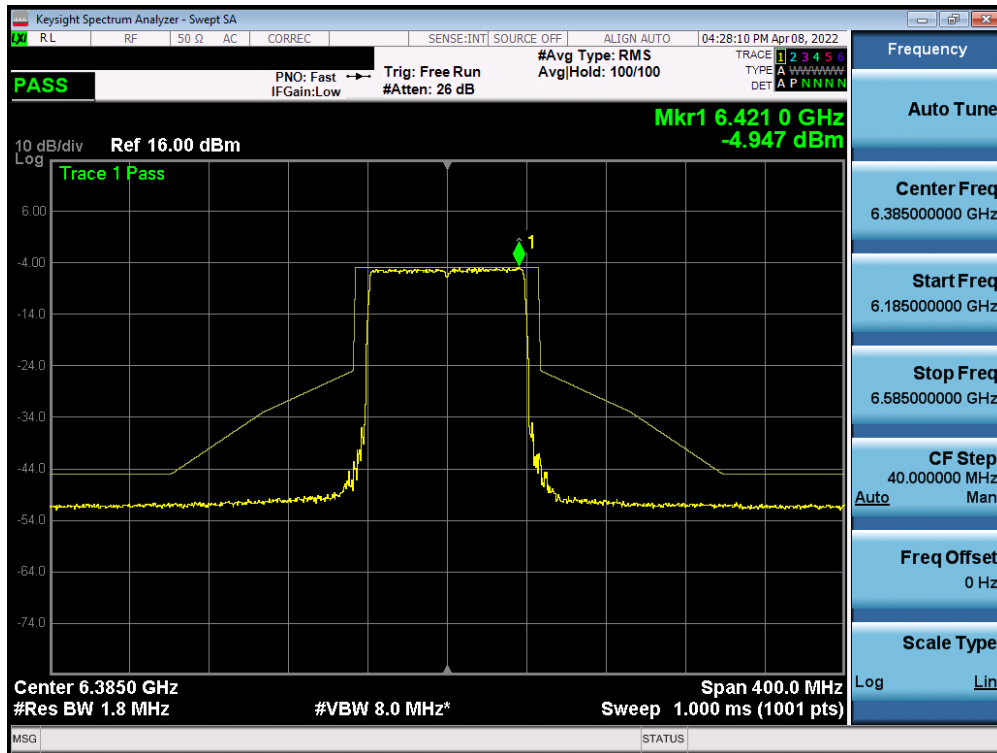 Keysight Spectrum Analyzer - Swept SA
LXI RL RF 50 Ω AC CORREC SENSE:INT SOURCE OFF ALIGN AUTO 04:28:10 PM Apr 08, 2022
PASS
PNO: Fast
IFGain:Low
Trig: Free Run
#Atten: 26 dB
#Avg Type: RMS
Avg|Hold: 100/100
TRACE 1 2 3 4 5 6
TYPE A WWWWWW
DET A P N N N N
Mkr1 6.421 0 GHz
-4.947 dBm
10 dB/div Ref 16.00 dBm
Log
Trace 1 Pass
1
6.00
-4.00
-14.0
-24.0
-34.0
-44.0
-54.0
-64.0
-74.0
Center 6.3850 GHz Span 400.0 MHz
#Res BW 1.8 MHz #VBW 8.0 MHz* Sweep 1.000 ms (1001 pts)
MSG STATUS
Frequency
Auto Tune
Center Freq
6.385000000 GHz
Start Freq
6.185000000 GHz
Stop Freq
6.585000000 GHz
CF Step
40.000000 MHz
Auto Man
Freq Offset
0 Hz
Scale Type
Log Lin